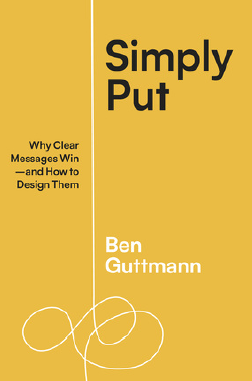 Simply
Put
Why Clear
Messages Win
—and How to
Design Them
Ben
Guttmann